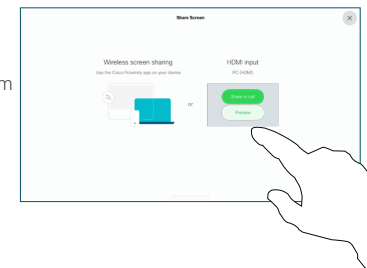 Share Screen
Wireless screen sharing
Use the Cisco Proximity app on your device
or
HDMI input
PC (HDMI)
Share in call
Preview
m